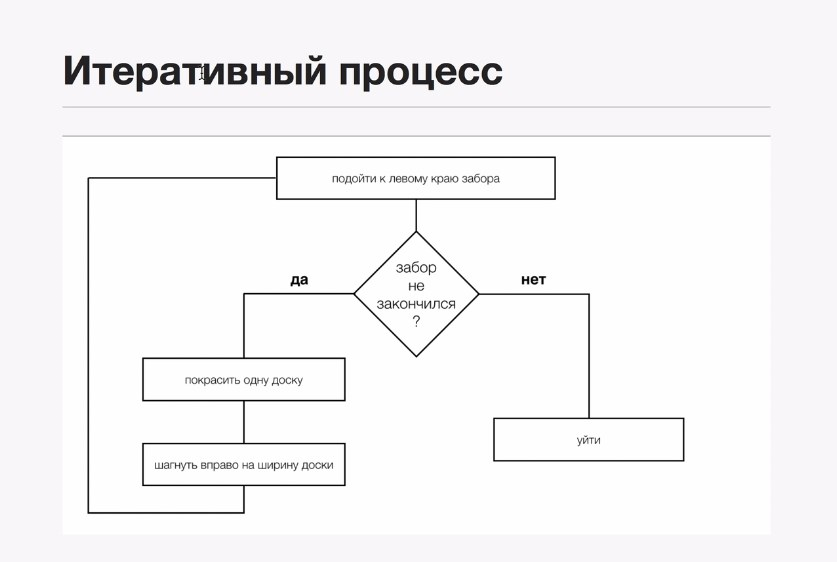 Итеративный процесс
подойти к левому краю забора
забор
не
закончился
?
да
нет
покрасить одну доску
уйти
шагнуть вправо на ширину доски